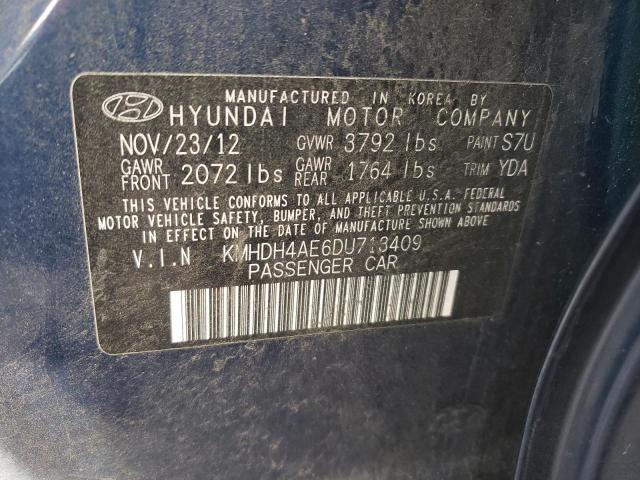 MANUFACTURED IN KOREA BY
HYUNDAI MOTOR COMPANY
NOV/23/12 GVWR 3792 lbs PAINT S7U
GAWR FRONT 2072 lbs GAWR REAR 1764 lbs TRIM YDA
THIS VEHICLE CONFORMS TO ALL APPLICABLE U.S.A. FEDERAL
MOTOR VEHICLE SAFETY, BUMPER, AND THEFT PREVENTION STANDARDS
IN EFFECT ON THE DATE OF MANUFACTURE SHOWN ABOVE
V.I.N KMHDH4AE6DU713409
PASSENGER CAR